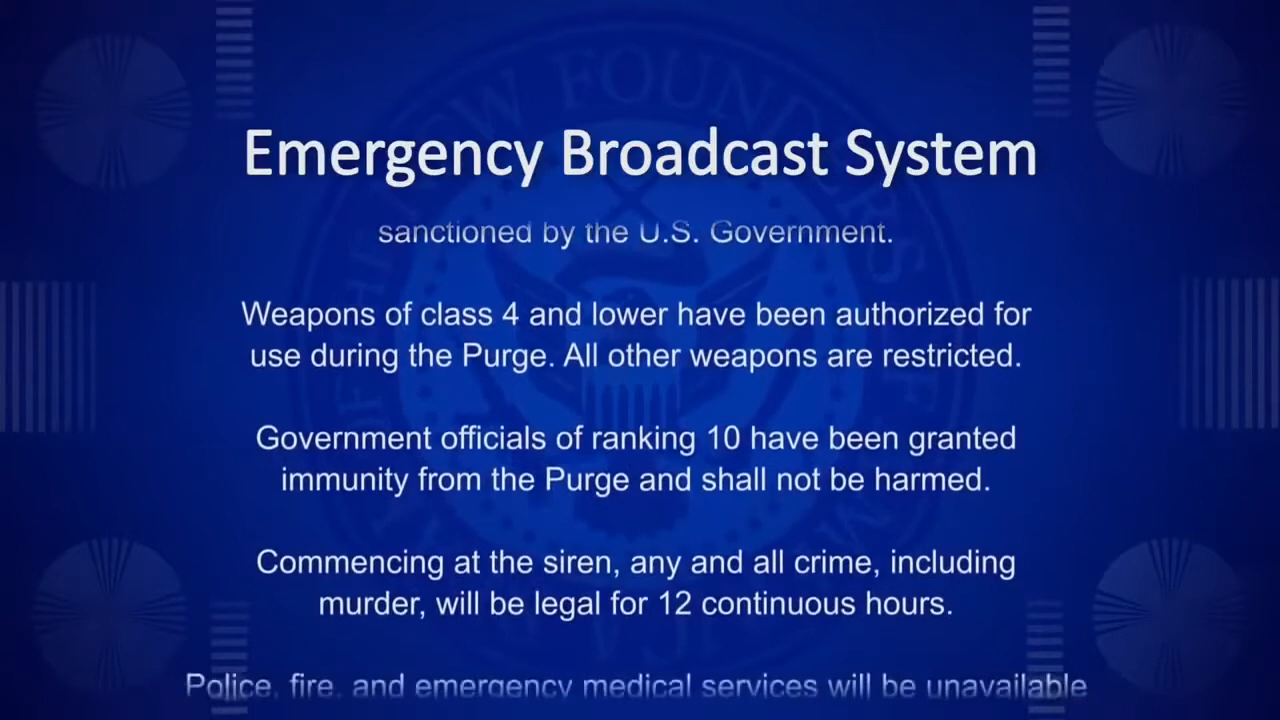 Emergency Broadcast System
sanctioned by the U.S. Government.
Weapons of class 4 and lower have been authorized for
use during the Purge. All other weapons are restricted.
Government officials of ranking 10 have been granted
immunity from the Purge and shall not be harmed.
Commencing at the siren, any and all crime, including
murder, will be legal for 12 continuous hours.
Police, fire, and emergency medical services will be unavailable
NEW FOUNDERS OF